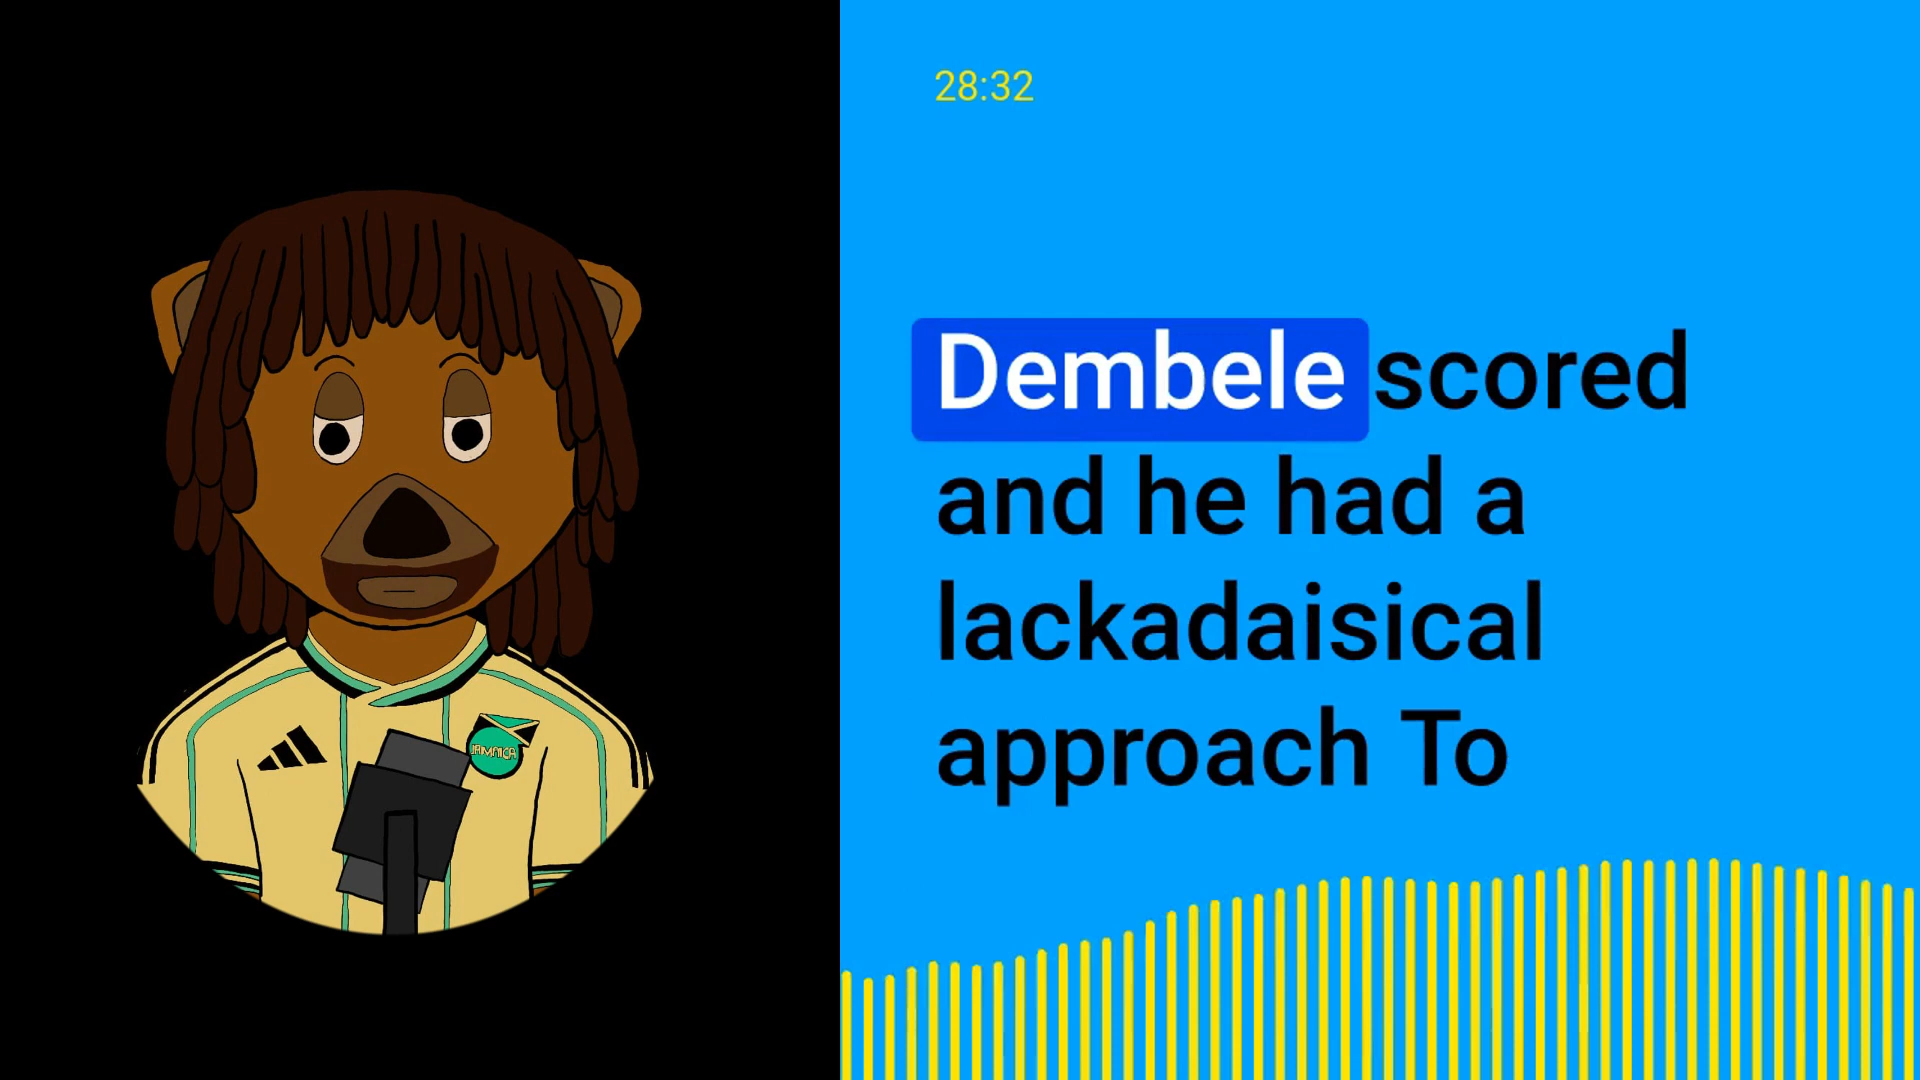 28:32
Dembele scored
and he had a
lackadaisical
approach To
JAMAICA